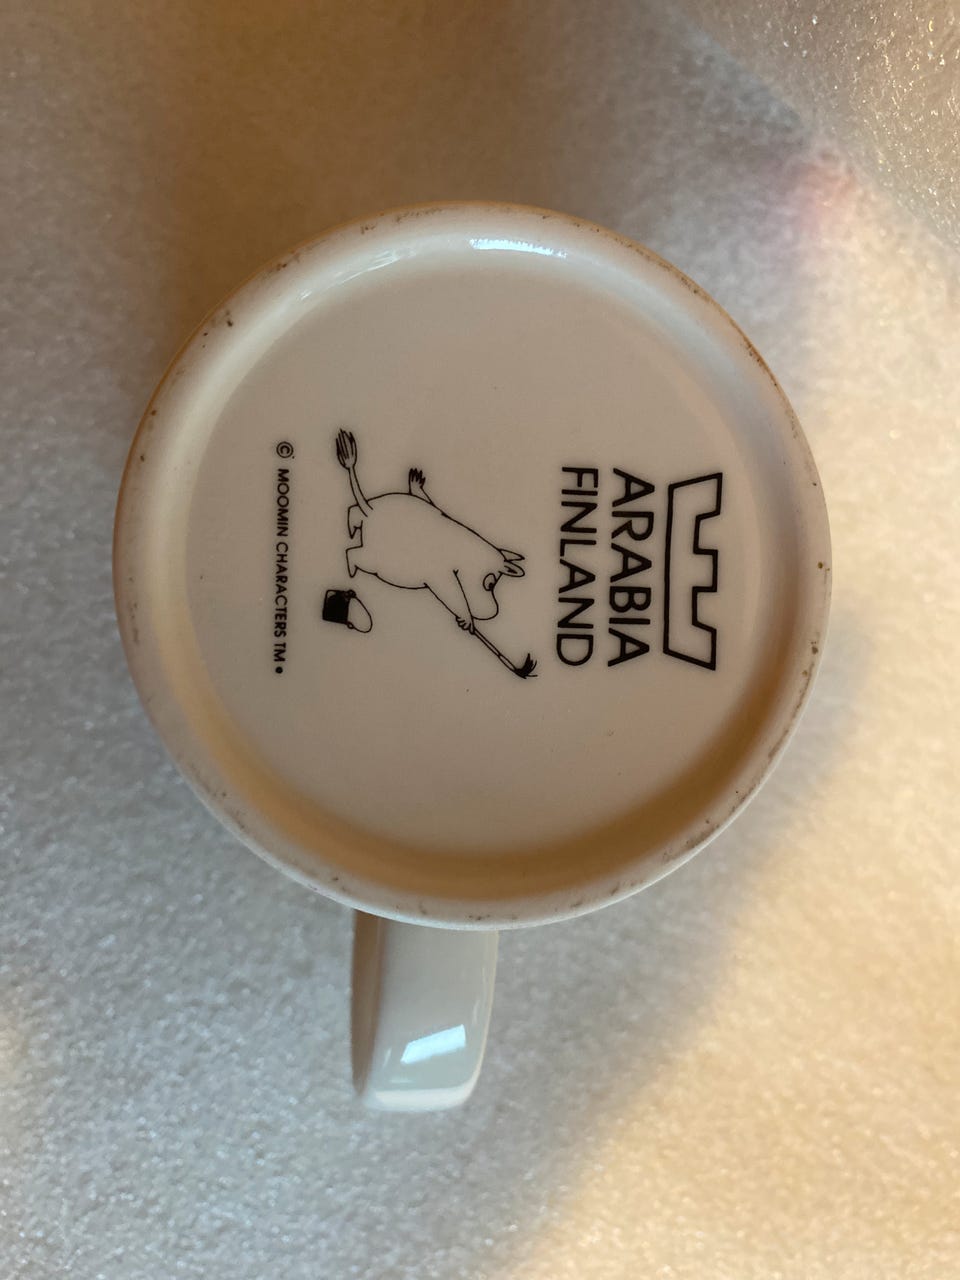 ARABIA
FINLAND
© MOOMIN CHARACTERS TM •